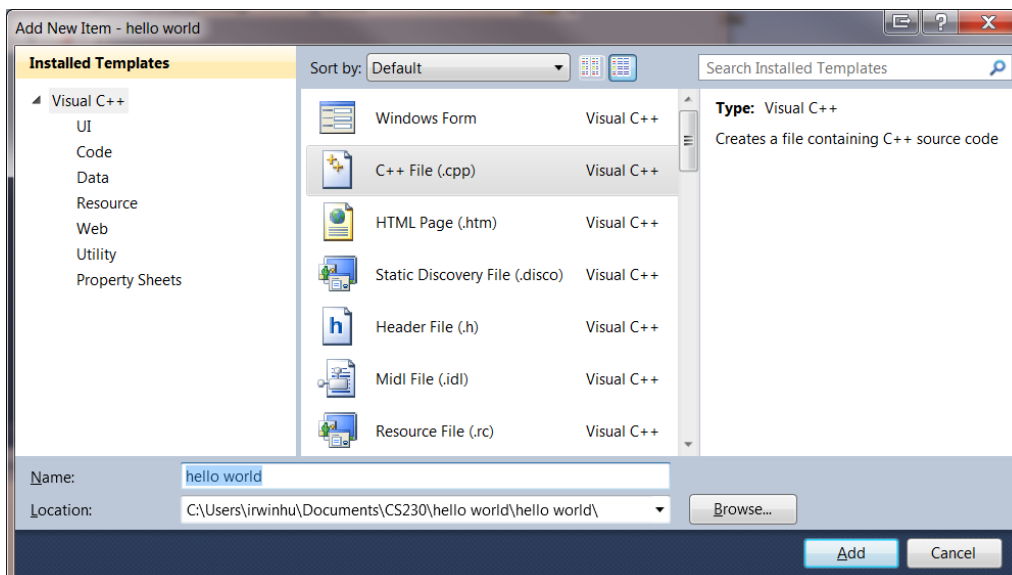 Add New Item - hello world
Installed Templates
Visual C++
UI
Code
Data
Resource
Web
Utility
Property Sheets
Sort by: Default
Search Installed Templates
Windows Form Visual C++
C++ File (.cpp) Visual C++
HTML Page (.htm) Visual C++
Static Discovery File (.disco) Visual C++
Header File (.h) Visual C++
Midl File (.idl) Visual C++
Resource File (.rc) Visual C++
Type: Visual C++
Creates a file containing C++ source code
Name: hello world
Location: C:\Users\irwinhu\Documents\CS230\hello world\hello world\
Browse...
Add Cancel